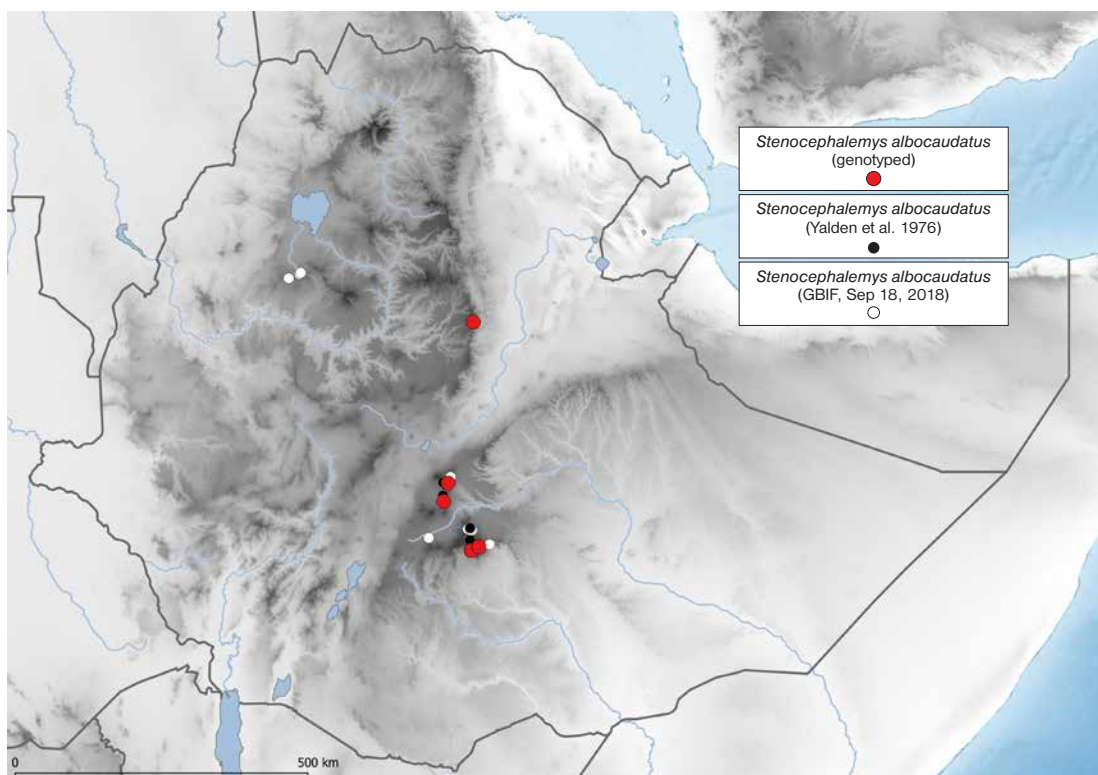 Stenocephalemys albocaudatus
(genotyped)
Stenocephalemys albocaudatus
(Yalden et al. 1976)
Stenocephalemys albocaudatus
(GBIF, Sep 18, 2018)
0 500 km